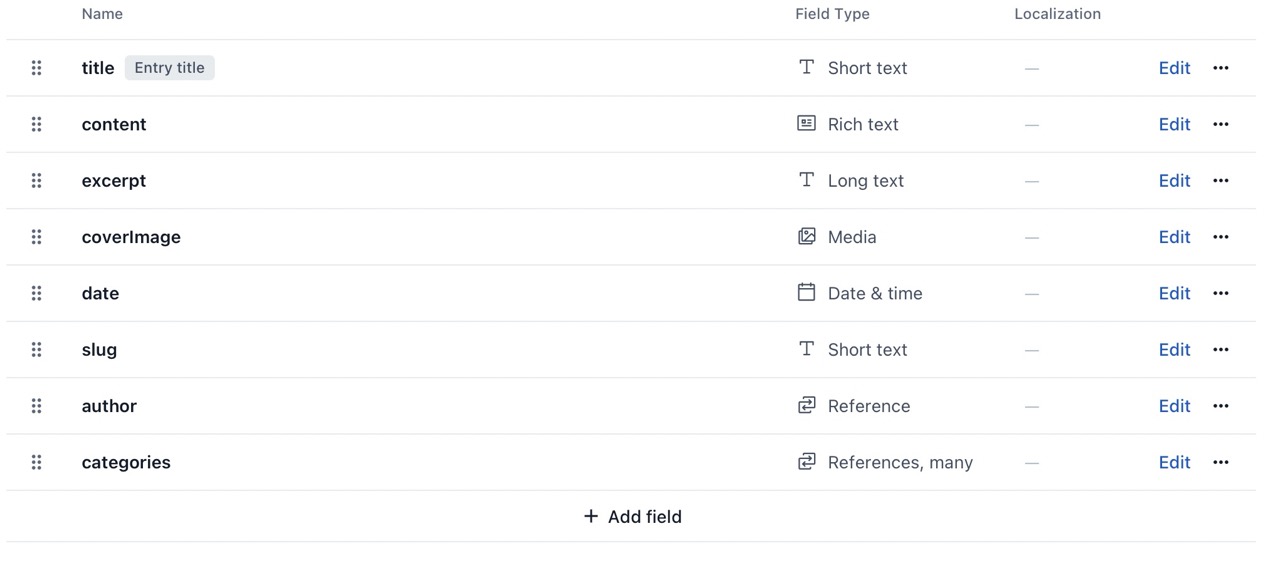 Name Field Type Localization
title Entry title Short text — Edit
content Rich text — Edit
excerpt Long text — Edit
coverImage Media — Edit
date Date & time — Edit
slug Short text — Edit
author Reference — Edit
categories References, many — Edit
+ Add field